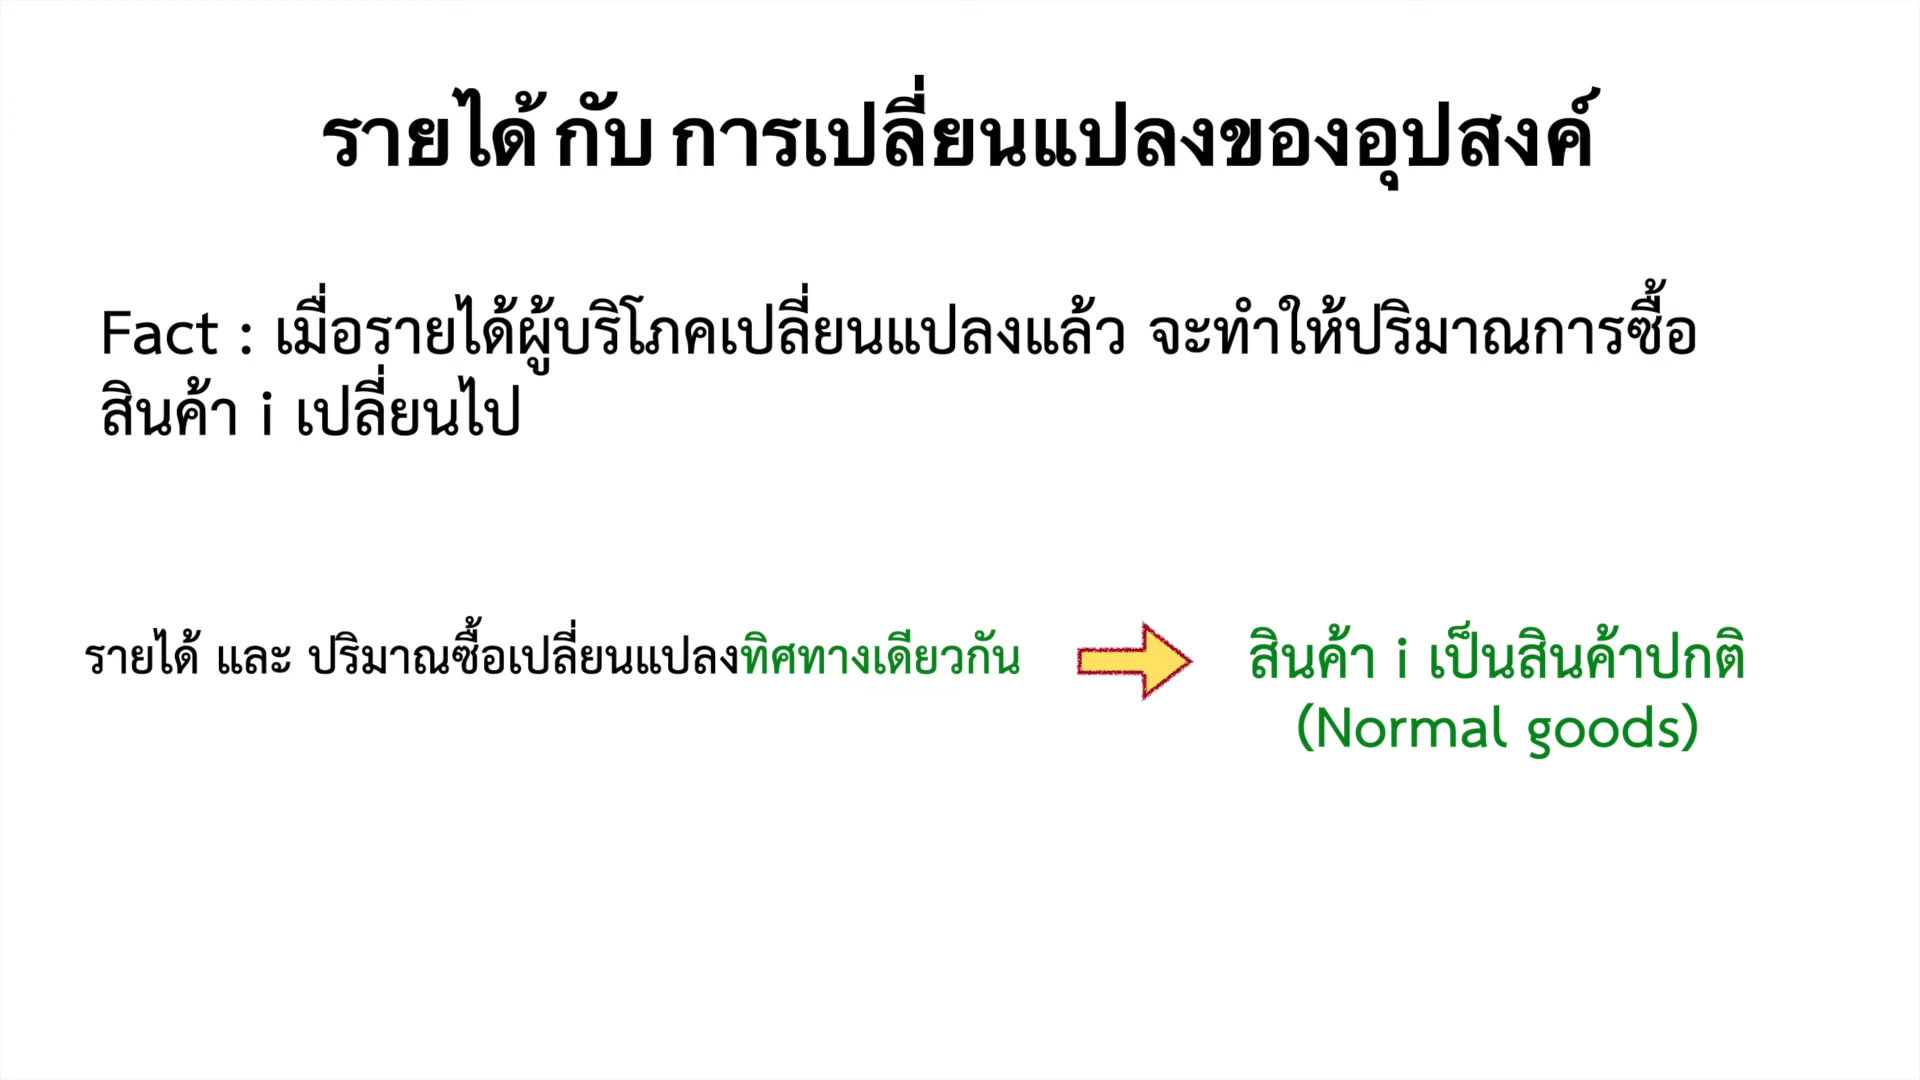 รายได้ กับ การเปลี่ยนแปลงของอุปสงค์
Fact : เมื่อรายได้ผู้บริโภคเปลี่ยนแปลงแล้ว จะทำให้ปริมาณการซื้อ
สินค้า i เปลี่ยนไป
รายได้ และ ปริมาณซื้อเปลี่ยนแปลงทิศทางเดียวกัน
สินค้า i เป็นสินค้าปกติ
(Normal goods)